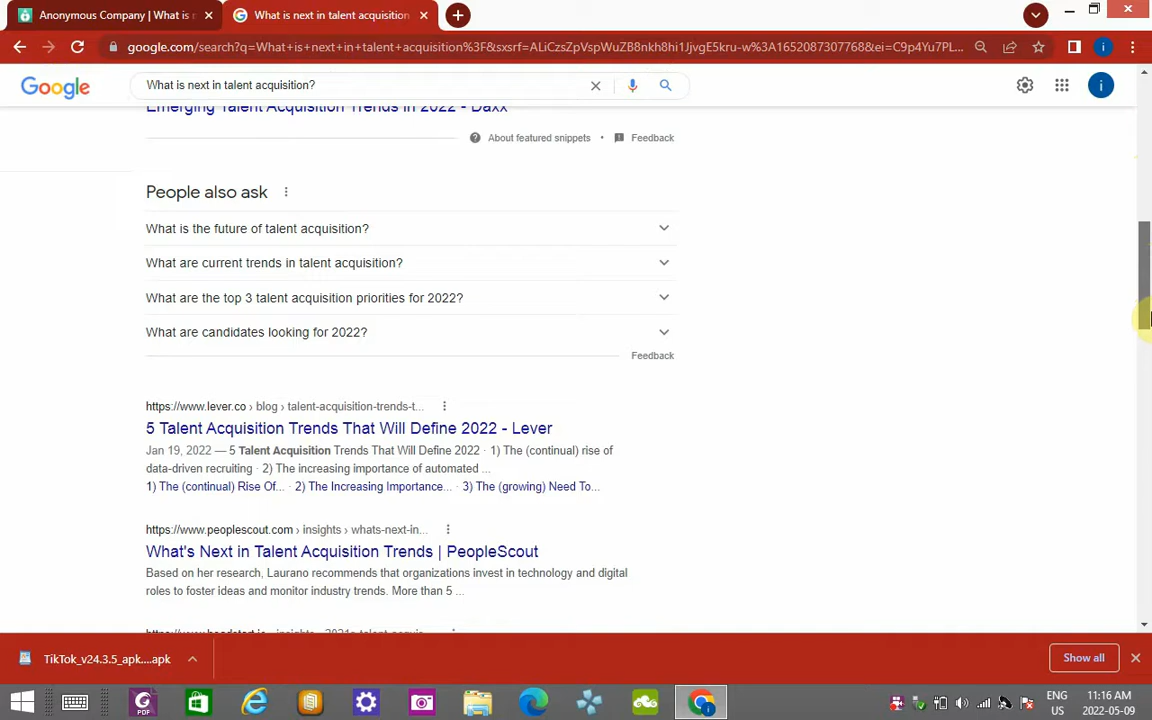 Anonymous Company | What is n
What is next in talent acquisition
google.com/search?q=What+is+next+in+talent+acquisition%3F&sxsrf=ALiCzsZpVspWuZB8nkh8hi1JjvgE5kru-w%3A1652087307768&ei=C9p4Yu7PL...
Google
What is next in talent acquisition?
i
Emerging Talent Acquisition Trends in 2022 - Daxx
About featured snippets • Feedback
People also ask
What is the future of talent acquisition?
What are current trends in talent acquisition?
What are the top 3 talent acquisition priorities for 2022?
What are candidates looking for 2022?
Feedback
https://www.lever.co › blog › talent-acquisition-trends-t...
5 Talent Acquisition Trends That Will Define 2022 - Lever
Jan 19, 2022 — 5 Talent Acquisition Trends That Will Define 2022 · 1) The (continual) rise of
data-driven recruiting · 2) The increasing importance of automated ...
1) The (continual) Rise Of... · 2) The Increasing Importance... · 3) The (growing) Need To...
https://www.peoplescout.com › insights › whats-next-in...
What's Next in Talent Acquisition Trends | PeopleScout
Based on her research, Laurano recommends that organizations invest in technology and digital
roles to foster ideas and monitor industry trends. More than 5 ...
TikTok_v24.3.5_apk....apk
Show all
PDF
ENG
US
11:16 AM
2022-05-09